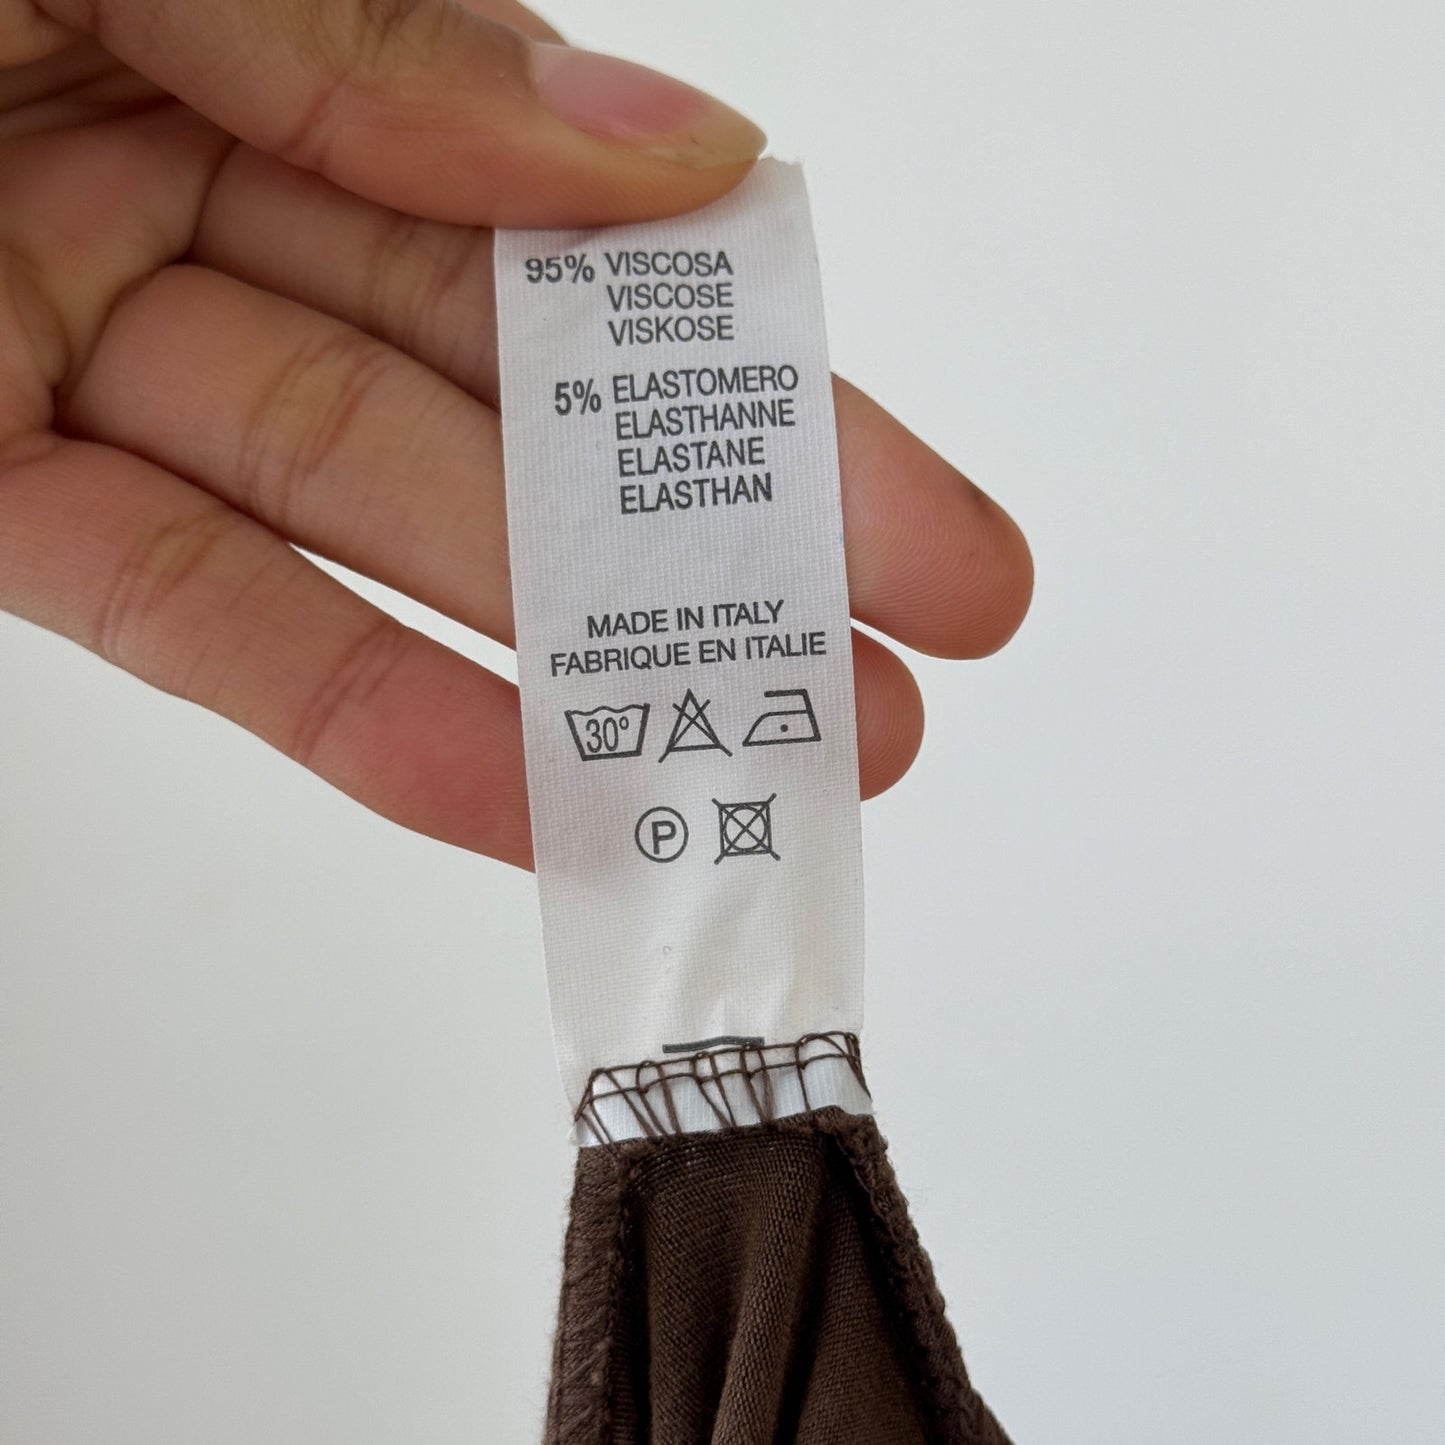 95% VISCOSA
VISCOSE
VISKOSE
5% ELASTOMERO
ELASTHANNE
ELASTANE
ELASTHAN
MADE IN ITALY
FABRIQUE EN ITALIE
30°
P